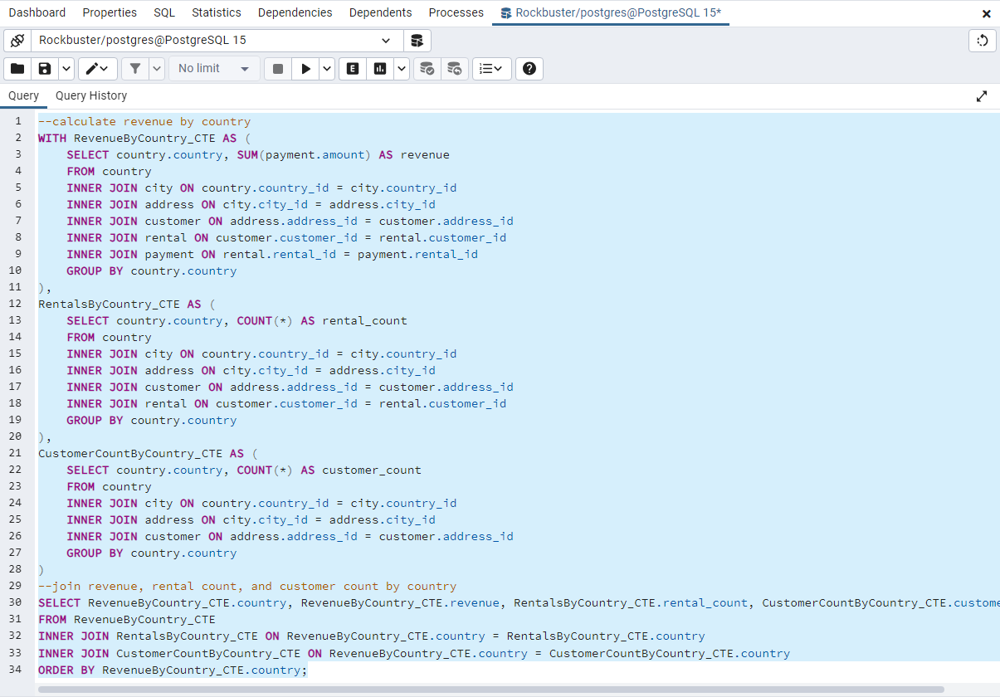 Dashboard Properties SQL Statistics Dependencies Dependents Processes Rockbuster/postgres@PostgreSQL 15*
Rockbuster/postgres@PostgreSQL 15
No limit E
Query Query History
1 --calculate revenue by country
2 WITH RevenueByCountry_CTE AS (
3 SELECT country.country, SUM(payment.amount) AS revenue
4 FROM country
5 INNER JOIN city ON country.country_id = city.country_id
6 INNER JOIN address ON city.city_id = address.city_id
7 INNER JOIN customer ON address.address_id = customer.address_id
8 INNER JOIN rental ON customer.customer_id = rental.customer_id
9 INNER JOIN payment ON rental.rental_id = payment.rental_id
10 GROUP BY country.country
11 ),
12 RentalsByCountry_CTE AS (
13 SELECT country.country, COUNT(*) AS rental_count
14 FROM country
15 INNER JOIN city ON country.country_id = city.country_id
16 INNER JOIN address ON city.city_id = address.city_id
17 INNER JOIN customer ON address.address_id = customer.address_id
18 INNER JOIN rental ON customer.customer_id = rental.customer_id
19 GROUP BY country.country
20 ),
21 CustomerCountByCountry_CTE AS (
22 SELECT country.country, COUNT(*) AS customer_count
23 FROM country
24 INNER JOIN city ON country.country_id = city.country_id
25 INNER JOIN address ON city.city_id = address.city_id
26 INNER JOIN customer ON address.address_id = customer.address_id
27 GROUP BY country.country
28 )
29 --join revenue, rental count, and customer count by country
30 SELECT RevenueByCountry_CTE.country, RevenueByCountry_CTE.revenue, RentalsByCountry_CTE.rental_count, CustomerCountByCountry_CTE.custome
31 FROM RevenueByCountry_CTE
32 INNER JOIN RentalsByCountry_CTE ON RevenueByCountry_CTE.country = RentalsByCountry_CTE.country
33 INNER JOIN CustomerCountByCountry_CTE ON RevenueByCountry_CTE.country = CustomerCountByCountry_CTE.country
34 ORDER BY RevenueByCountry_CTE.country;